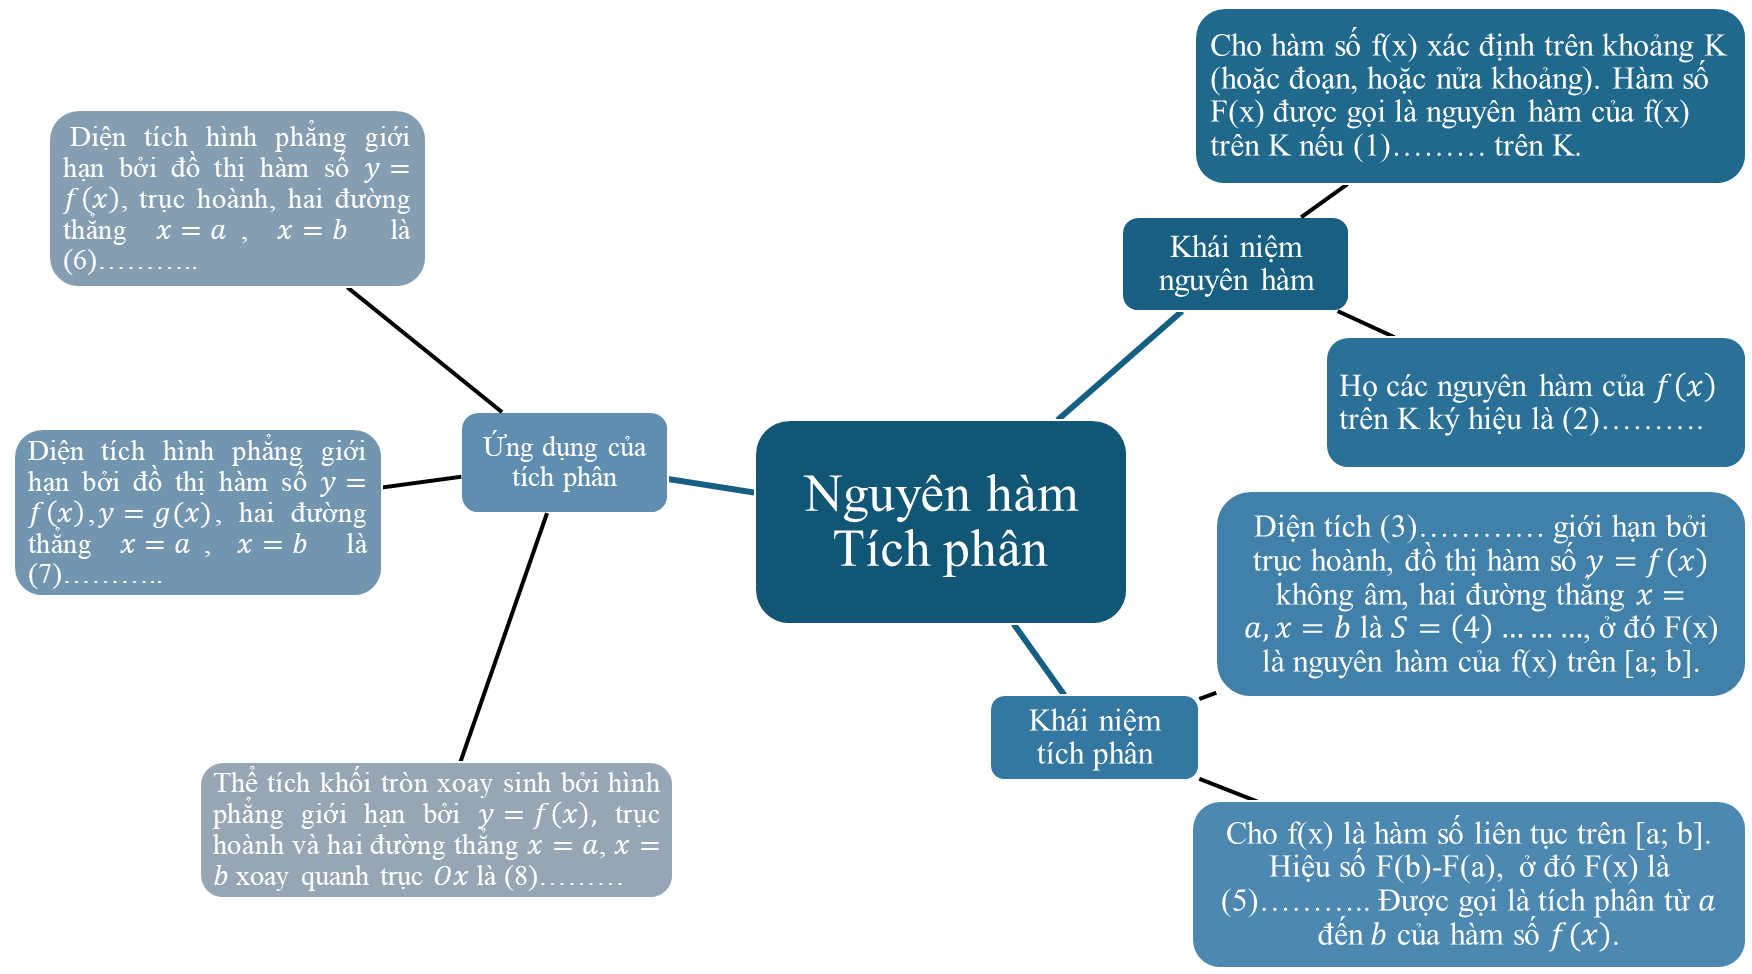 Nguyên hàm
Tích phân
Khái niệm
nguyên hàm
Cho hàm số f(x) xác định trên khoảng K
(hoặc đoạn, hoặc nửa khoảng). Hàm số
F(x) được gọi là nguyên hàm của f(x)
trên K nếu (1)……… trên K.
Họ các nguyên hàm của 𝑓(𝑥)
trên K ký hiệu là (2)……….
Khái niệm
tích phân
Diện tích (3)………… giới hạn bởi
trục hoành, đồ thị hàm số 𝑦 = 𝑓(𝑥)
không âm, hai đường thẳng 𝑥 =
𝑎, 𝑥 = 𝑏 là 𝑆 = (4) … … …, ở đó F(x)
là nguyên hàm của f(x) trên [a; b].
Cho f(x) là hàm số liên tục trên [a; b].
Hiệu số F(b)-F(a), ở đó F(x) là
(5)……….. Được gọi là tích phân từ 𝑎
đến 𝑏 của hàm số 𝑓(𝑥).
Ứng dụng của
tích phân
Diện tích hình phẳng giới
hạn bởi đồ thị hàm số 𝑦 =
𝑓(𝑥), trục hoành, hai đường
thẳng 𝑥 = 𝑎 , 𝑥 = 𝑏 là
(6)………..
Diện tích hình phẳng giới
hạn bởi đồ thị hàm số 𝑦 =
𝑓(𝑥),𝑦 = 𝑔(𝑥), hai đường
thẳng 𝑥 = 𝑎 , 𝑥 = 𝑏 là
(7)………..
Thể tích khối tròn xoay sinh bởi hình
phẳng giới hạn bởi 𝑦 = 𝑓(𝑥), trục
hoành và hai đường thẳng 𝑥 = 𝑎, 𝑥 =
𝑏 xoay quanh trục 𝑂𝑥 là (8)………